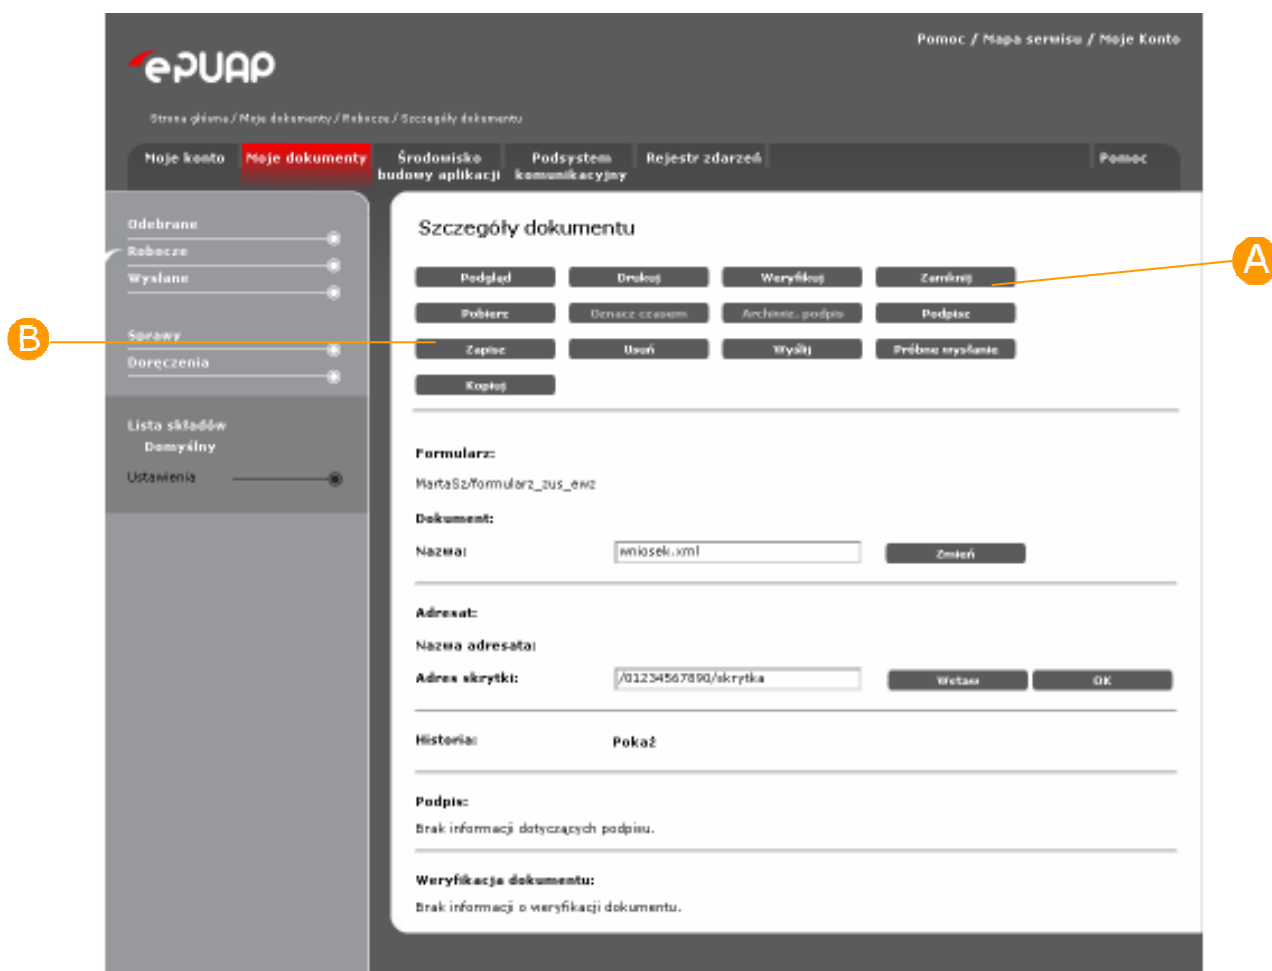 Pomoc / Mapa serwisu / Moje Konto
ePUAP
Strona główna / Moje dokumenty / Robocze / Szczegóły dokumentu
Moje konto Moje dokumenty Środowisko budowy aplikacji Podsystem komunikacyjny Rejestr zdarzeń Pomoc
Odebrane
Robocze
Wysłane
Sprawy
Doręczenia
Lista składów
Domyślny
Ustawienia
Szczegóły dokumentu
A
Podgląd Drukuj Weryfikuj Zamknij
Pobierz Oznacz czasem Archiwiz. podpis Podpisz
B
Zapisz Usuń Wyślij Próbne wysłanie
Kopiuj
Formularz:
MartaSz/formularz_zus_ewz
Dokument:
Nazwa: wniosek.xml Zmień
Adresat:
Nazwa adresata:
Adres skrytki: /01234567890/skrytka Wstaw OK
Historia: Pokaż
Podpis:
Brak informacji dotyczących podpisu.
Weryfikacja dokumentu:
Brak informacji o weryfikacji dokumentu.